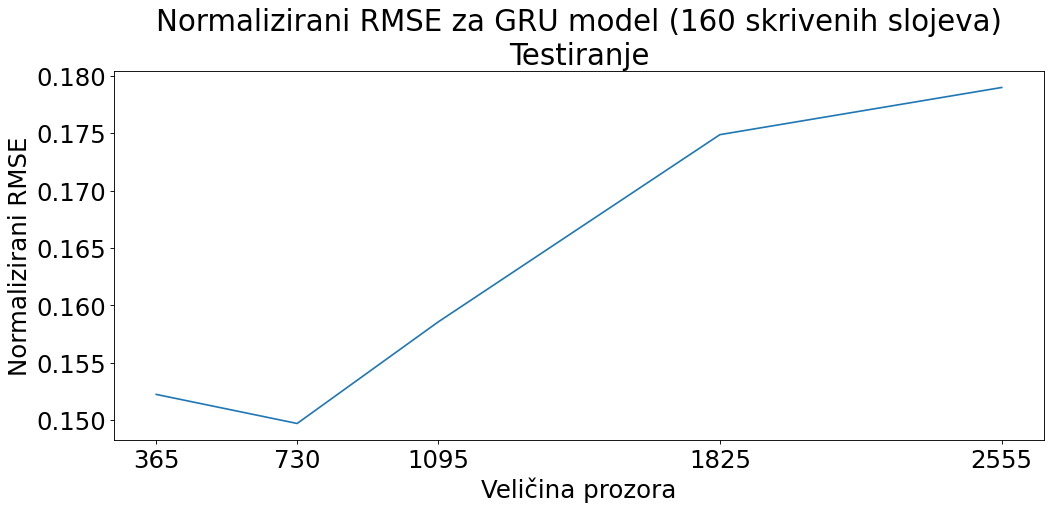 Normalizirani RMSE za GRU model (160 skrivenih slojeva)
Testiranje
Normalizirani RMSE
0.180
0.175
0.170
0.165
0.160
0.155
0.150
365 730 1095 1825 2555
Veličina prozora